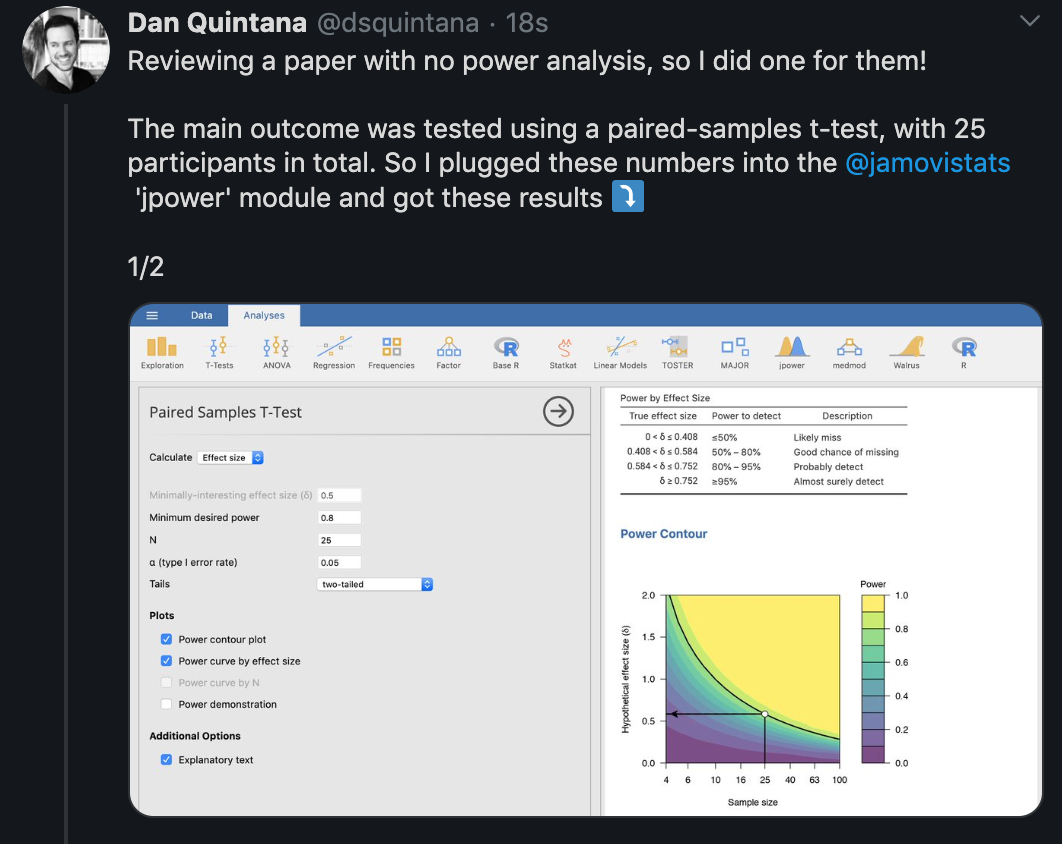 Dan Quintana @dsquintana · 18s
Reviewing a paper with no power analysis, so I did one for them!
The main outcome was tested using a paired-samples t-test, with 25
participants in total. So I plugged these numbers into the @jamovistats
'jpower' module and got these results ⤵️
1/2
Data Analyses
Exploration T-Tests ANOVA Regression Frequencies Factor Base R Statkat Linear Models TOSTER MAJOR jpower medmod Walrus R
Paired Samples T-Test
Calculate Effect size
Minimally-interesting effect size (δ) 0.5
Minimum desired power 0.8
N 25
α (type I error rate) 0.05
Tails two-tailed
Plots
Power contour plot
Power curve by effect size
Power curve by N
Power demonstration
Additional Options
Explanatory text
Power by Effect Size
True effect size Power to detect Description
0 < δ ≤ 0.408 ≤50% Likely miss
0.408 < δ ≤ 0.584 50% – 80% Good chance of missing
0.584 < δ ≤ 0.752 80% – 95% Probably detect
δ ≥ 0.752 ≥95% Almost surely detect
Power Contour
Hypothetical effect size (δ)
2.0
1.5
1.0
0.5
0.0
4 6 10 16 25 40 63 100
Sample size
Power
1.0
0.8
0.6
0.4
0.2
0.0